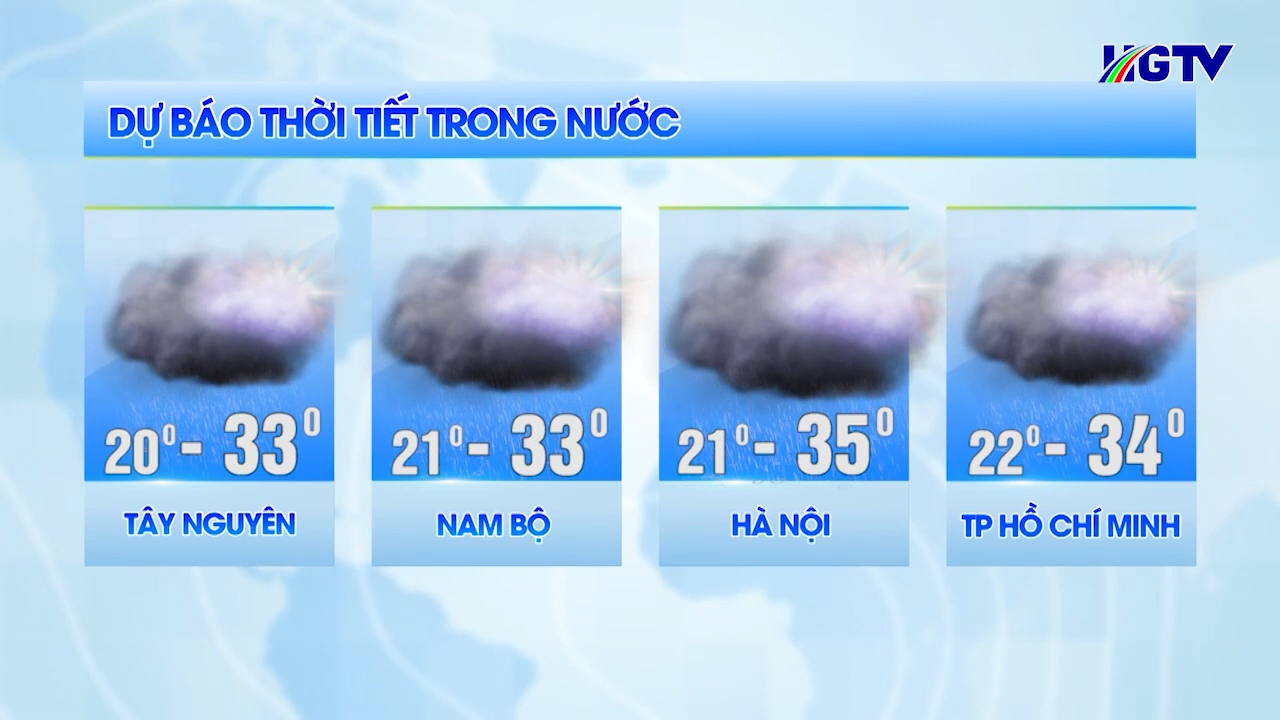 HGTV
DỰ BÁO THỜI TIẾT TRONG NƯỚC
20⁰- 33⁰
TÂY NGUYÊN
21⁰- 33⁰
NAM BỘ
21⁰- 35⁰
HÀ NỘI
22⁰- 34⁰
TP HỒ CHÍ MINH